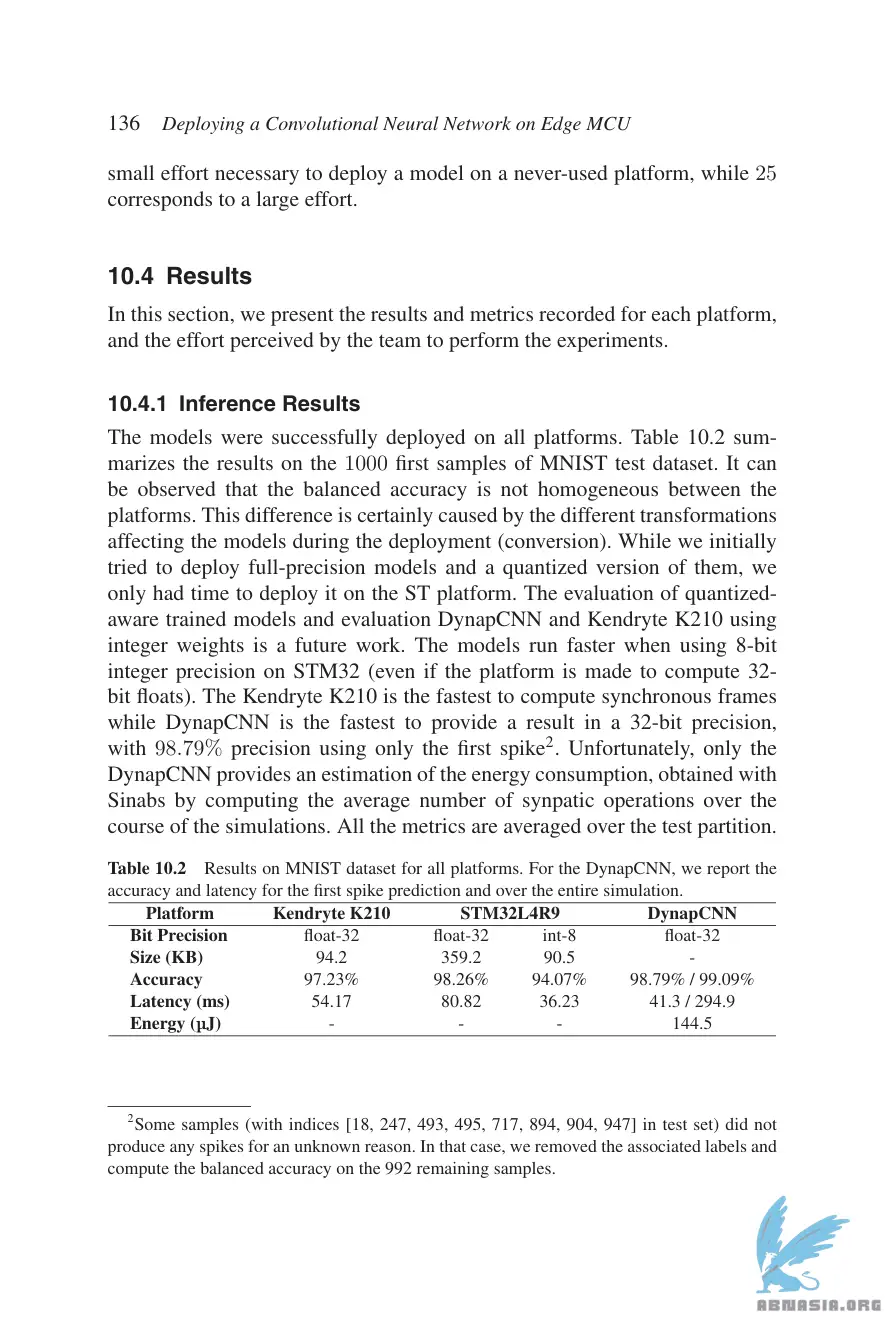 136 Deploying a Convolutional Neural Network on Edge MCU
small effort necessary to deploy a model on a never-used platform, while 25
corresponds to a large effort.
10.4 Results
In this section, we present the results and metrics recorded for each platform,
and the effort perceived by the team to perform the experiments.
10.4.1 Inference Results
The models were successfully deployed on all platforms. Table 10.2 sum-
marizes the results on the 1000 first samples of MNIST test dataset. It can
be observed that the balanced accuracy is not homogeneous between the
platforms. This difference is certainly caused by the different transformations
affecting the models during the deployment (conversion). While we initially
tried to deploy full-precision models and a quantized version of them, we
only had time to deploy it on the ST platform. The evaluation of quantized-
aware trained models and evaluation DynapCNN and Kendryte K210 using
integer weights is a future work. The models run faster when using 8-bit
integer precision on STM32 (even if the platform is made to compute 32-
bit floats). The Kendryte K210 is the fastest to compute synchronous frames
while DynapCNN is the fastest to provide a result in a 32-bit precision,
with 98.79% precision using only the first spike2. Unfortunately, only the
DynapCNN provides an estimation of the energy consumption, obtained with
Sinabs by computing the average number of synpatic operations over the
course of the simulations. All the metrics are averaged over the test partition.
Table 10.2 Results on MNIST dataset for all platforms. For the DynapCNN, we report the
accuracy and latency for the first spike prediction and over the entire simulation.
Platform Kendryte K210 STM32L4R9 DynapCNN
Bit Precision float-32 float-32 int-8 float-32
Size (KB) 94.2 359.2 90.5 -
Accuracy 97.23% 98.26% 94.07% 98.79% / 99.09%
Latency (ms) 54.17 80.82 36.23 41.3 / 294.9
Energy (µJ) - - - 144.5
2Some samples (with indices [18, 247, 493, 495, 717, 894, 904, 947] in test set) did not
produce any spikes for an unknown reason. In that case, we removed the associated labels and
compute the balanced accuracy on the 992 remaining samples.
ABNASIA.ORG